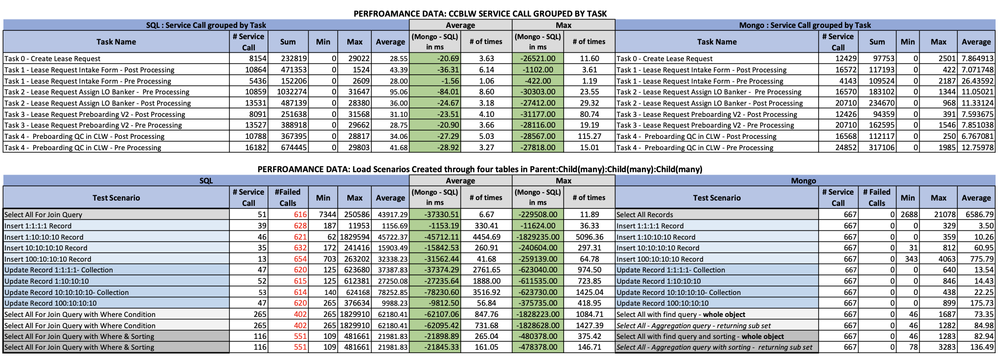 PERFROAMANCE DATA: CCBLW SERVICE CALL GROUPED BY TASK
SQL : Service Call grouped by Task Average Max Mongo : Service Call grouped by Task
Task Name # Service Call Sum Min Max Average (Mongo - SQL) in ms # of times (Mongo - SQL) in ms # of times Task Name # Service Call Sum Min Max Average
Task 0 - Create Lease Request 8154 232819 0 29022 28.55 -20.69 3.63 -26521.00 11.60 Task 0 - Create Lease Request 12429 97753 0 2501 7.864913
Task 1 - Lease Request Intake Form - Post Processing 10864 471353 0 1524 43.39 -36.31 6.14 -1102.00 3.61 Task 1 - Lease Request Intake Form - Post Processing 16572 117193 0 422 7.071748
Task 1 - Lease Request Intake Form - Pre Processing 5436 152206 0 2609 28.00 -1.56 1.06 -422.00 1.19 Task 1 - Lease Request Intake Form - Pre Processing 4143 109524 0 2187 26.43592
Task 2 - Lease Request Assign LO Banker - Pre Processing 10859 1032274 0 31647 95.06 -84.01 8.60 -30303.00 23.55 Task 2 - Lease Request Assign LO Banker - Pre Processing 16570 183102 0 1344 11.05021
Task 2 - Lease Request Assign LO Banker - Post Processing 13531 487139 0 28380 36.00 -24.67 3.18 -27412.00 29.32 Task 2 - Lease Request Assign LO Banker - Post Processing 20710 234670 0 968 11.33124
Task 3 - Lease Request Preboarding V2 - Post Processing 8091 251638 0 31568 31.10 -23.51 4.10 -31177.00 80.74 Task 3 - Lease Request Preboarding V2 - Post Processing 12426 94359 0 391 7.593675
Task 3 - Lease Request Preboarding V2 - Pre Processing 13527 388918 0 29662 28.75 -20.90 3.66 -28116.00 19.19 Task 3 - Lease Request Preboarding V2 - Pre Processing 20710 162595 0 1546 7.851038
Task 4 - Preboarding QC in CLW - Post Processing 10788 367395 0 28817 34.06 -27.29 5.03 -28567.00 115.27 Task 4 - Preboarding QC in CLW - Post Processing 16568 112117 0 250 6.767081
Task 4 - Preboarding QC in CLW - Pre Processing 16182 674445 0 29803 41.68 -28.92 3.27 -27818.00 15.01 Task 4 - Preboarding QC in CLW - Pre Processing 24852 317106 0 1985 12.75978
PERFROAMANCE DATA: Load Scenarios Created through four tables in Parent:Child(many):Child(many):Child(many)
SQL Average Max Mongo
Test Scenario # Service Call #Failed Calls Min Max Average (Mongo - SQL) in ms # of times (Mongo - SQL) in ms # of times Test Scenario # Service Call # Failed Calls Min Max Average
Select All For Join Query 51 616 7344 250586 43917.29 -37330.51 6.67 -229508.00 11.89 Select All Records 667 0 2688 21078 6586.79
Insert 1:1:1:1 Record 39 628 187 11953 1156.69 -1153.19 330.41 -11624.00 36.33 Insert 1:1:1:1 Record 667 0 0 329 3.50
Insert 1:10:10:10 Record 46 621 62 1829594 45722.37 -45712.11 4454.69 -1829235.00 5096.36 Insert 1:10:10:10 Record 667 0 0 359 10.26
Insert 10:10:10:10 Record 35 632 172 241416 15903.49 -15842.53 260.91 -240604.00 297.31 Insert 10:10:10:10 Record 667 0 31 812 60.95
Insert 100:10:10:10 Record 13 654 703 263202 32338.23 -31562.44 41.68 -259139.00 64.78 Insert 100:10:10:10 Record 667 0 343 4063 775.79
Update Record 1:1:1:1- Collection 47 620 125 623680 37387.83 -37374.29 2761.65 -623040.00 974.50 Update Record 1:1:1:1- Collection 667 0 0 640 13.54
Update Record 1:10:10:10 52 615 125 612381 27250.08 -27235.64 1888.00 -611535.00 723.85 Update Record 1:10:10:10 667 0 0 846 14.43
Update Record 10:10:10:10- Collection 53 614 140 624168 78252.85 -78230.60 3516.92 -623730.00 1425.04 Update Record 10:10:10:10- Collection 667 0 0 438 22.25
Update Record 100:10:10:10 47 620 265 376634 9988.23 -9812.50 56.84 -375735.00 418.95 Update Record 100:10:10:10 667 0 0 899 175.73
Select All For Join Query with Where Condition 265 402 265 1829910 62180.41 -62107.06 847.76 -1828223.00 1084.71 Select All with find query - whole object 667 0 46 1687 73.35
Select All For Join Query with Where Condition 265 402 265 1829910 62180.41 -62095.42 731.68 -1828628.00 1427.39 Select All - Aggregation query - returning sub set 667 0 46 1282 84.98
Select All For Join Query with Where & Sorting 116 551 109 481661 21981.83 -21898.89 265.04 -480378.00 375.42 Select All with find query and sorting - whole object 667 0 46 1283 82.94
Select All For Join Query with Where & Sorting 116 551 109 481661 21981.83 -21845.33 161.05 -478378.00 146.71 Select All - Aggregation query with sorting - returning sub set 667 0 78 3283 136.49